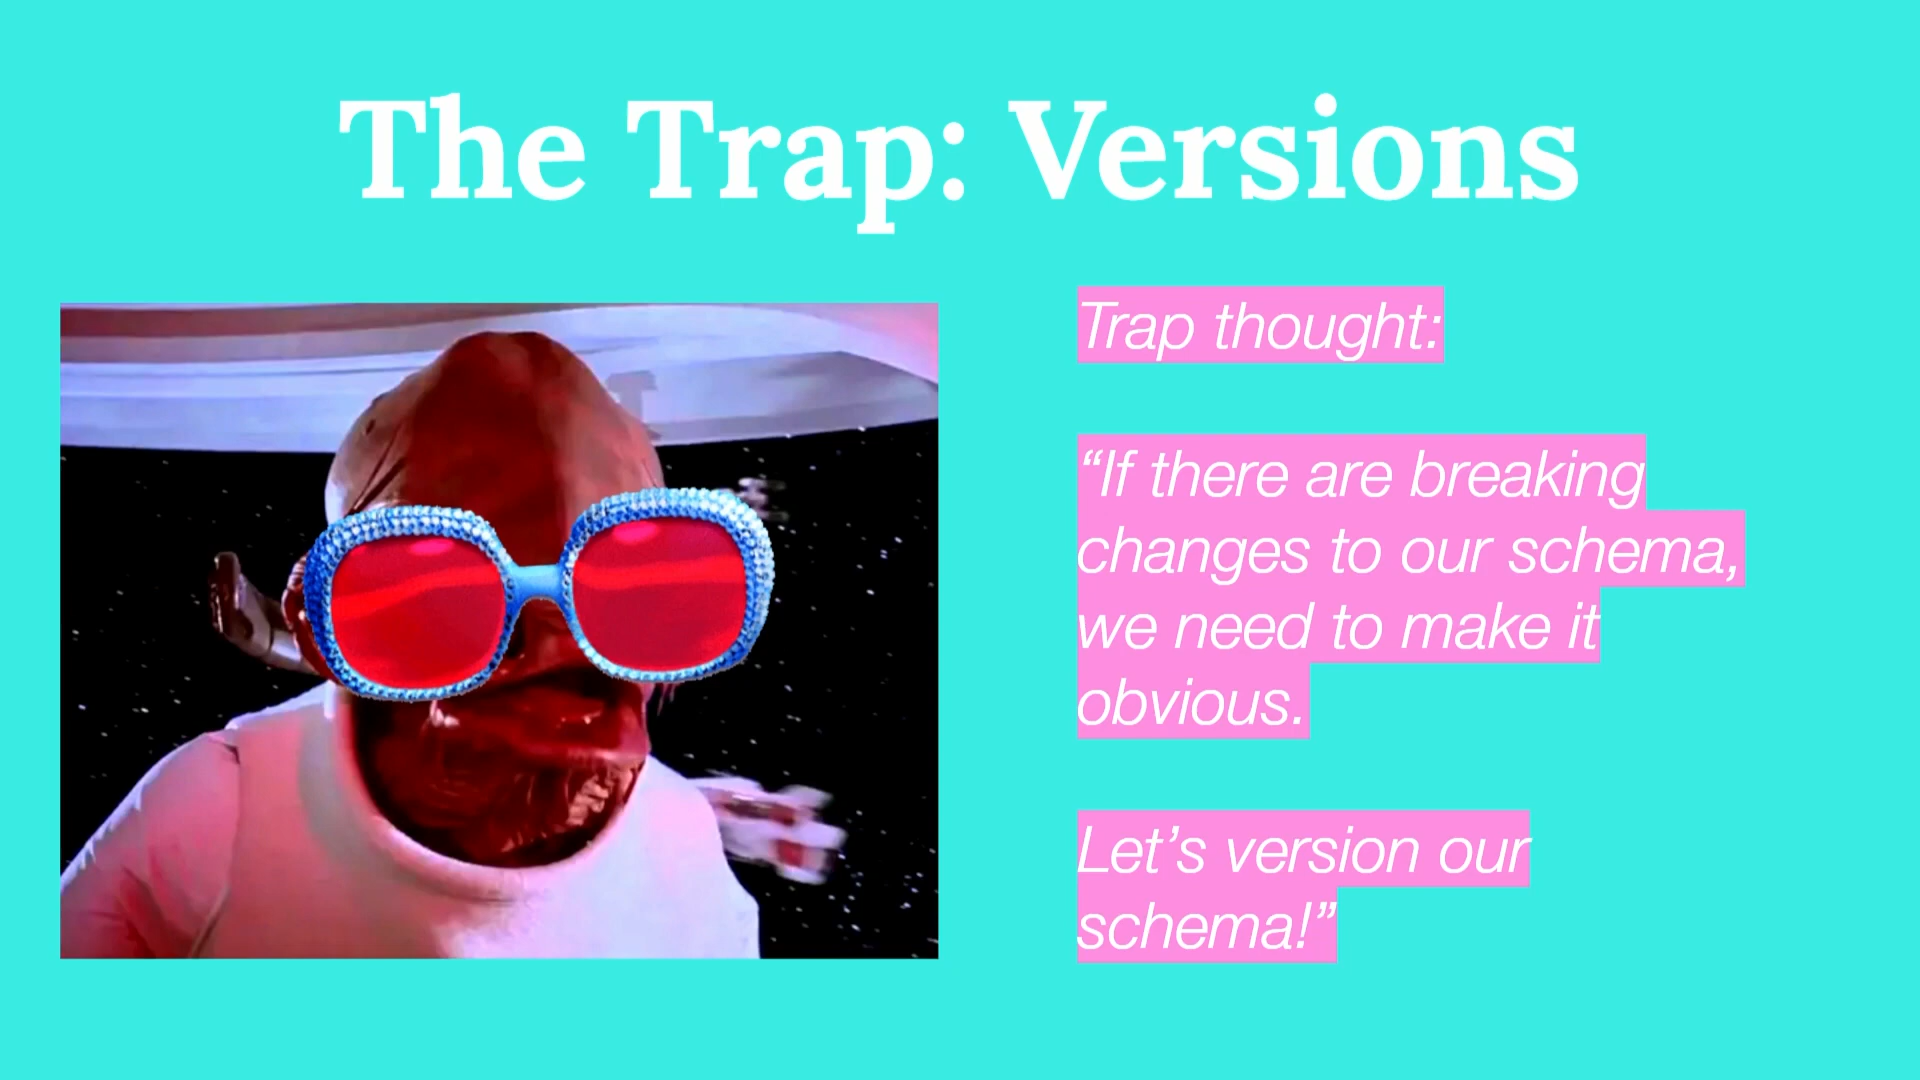 The Trap: Versions
Trap thought:
“If there are breaking
changes to our schema,
we need to make it
obvious.
Let’s version our
schema!”